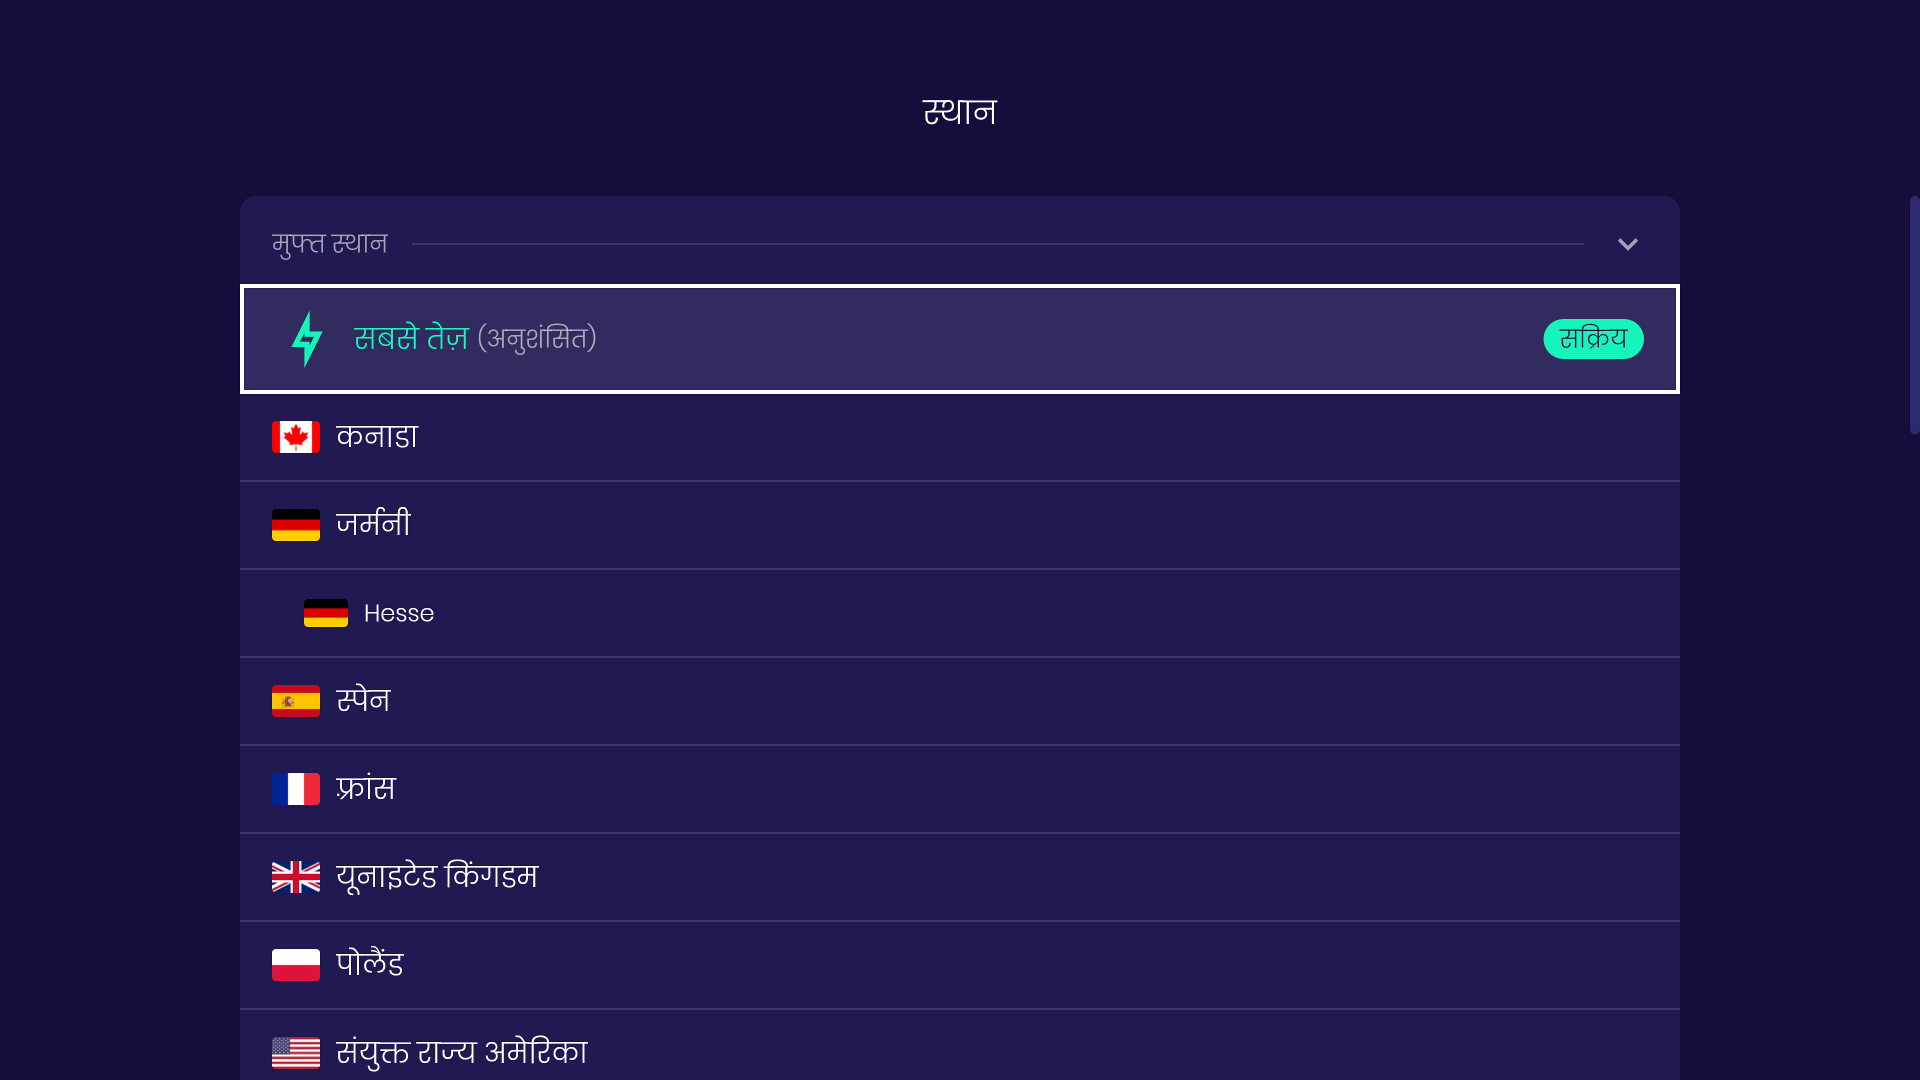 स्थान
मुफ्त स्थान
सबसे तेज़ (अनुशंसित) सक्रिय
कनाडा
जर्मनी
Hesse
स्पेन
फ़्रांस
यूनाइटेड किंगडम
पोलैंड
संयुक्त राज्य अमेरिका